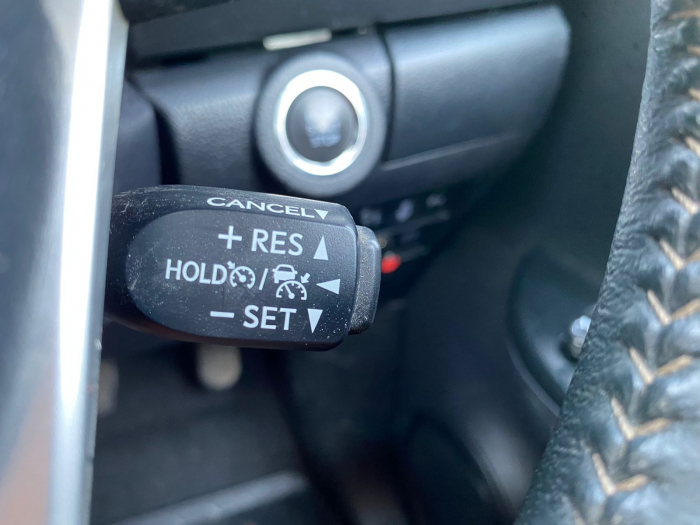 CANCEL▼
+ RES ▲
HOLD / ◀
− SET ▼